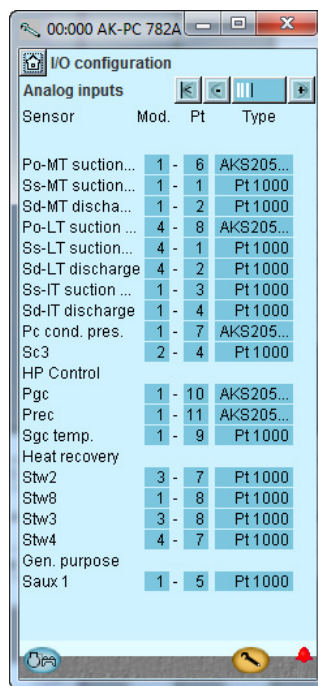 00:000 AK-PC 782A
I/O configuration
Analog inputs
Sensor Mod. Pt Type
Po-MT suction... 1 - 6 AKS205...
Ss-MT suction... 1 - 1 Pt 1000
Sd-MT discha... 1 - 2 Pt 1000
Po-LT suction ... 4 - 8 AKS205...
Ss-LT suction... 4 - 1 Pt 1000
Sd-LT discharge 4 - 2 Pt 1000
Ss-IT suction ... 1 - 3 Pt 1000
Sd-IT discharge 1 - 4 Pt 1000
Pc cond. pres. 1 - 7 AKS205...
Sc3 2 - 4 Pt 1000
HP Control
Pgc 1 - 10 AKS205...
Prec 1 - 11 AKS205...
Sgc temp. 1 - 9 Pt 1000
Heat recovery
Stw2 3 - 7 Pt 1000
Stw8 1 - 8 Pt 1000
Stw3 3 - 8 Pt 1000
Stw4 4 - 7 Pt 1000
Gen. purpose
Saux 1 1 - 5 Pt 1000